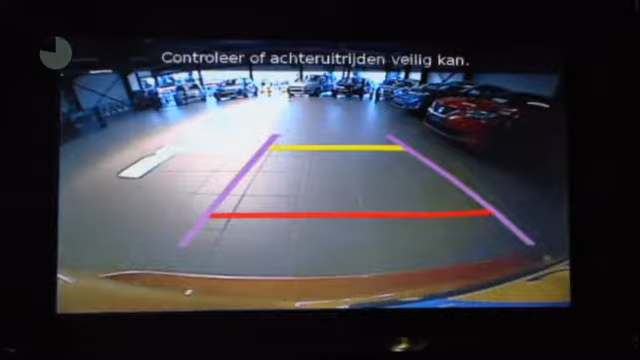 Controleer of achteruitrijden veilig kan.